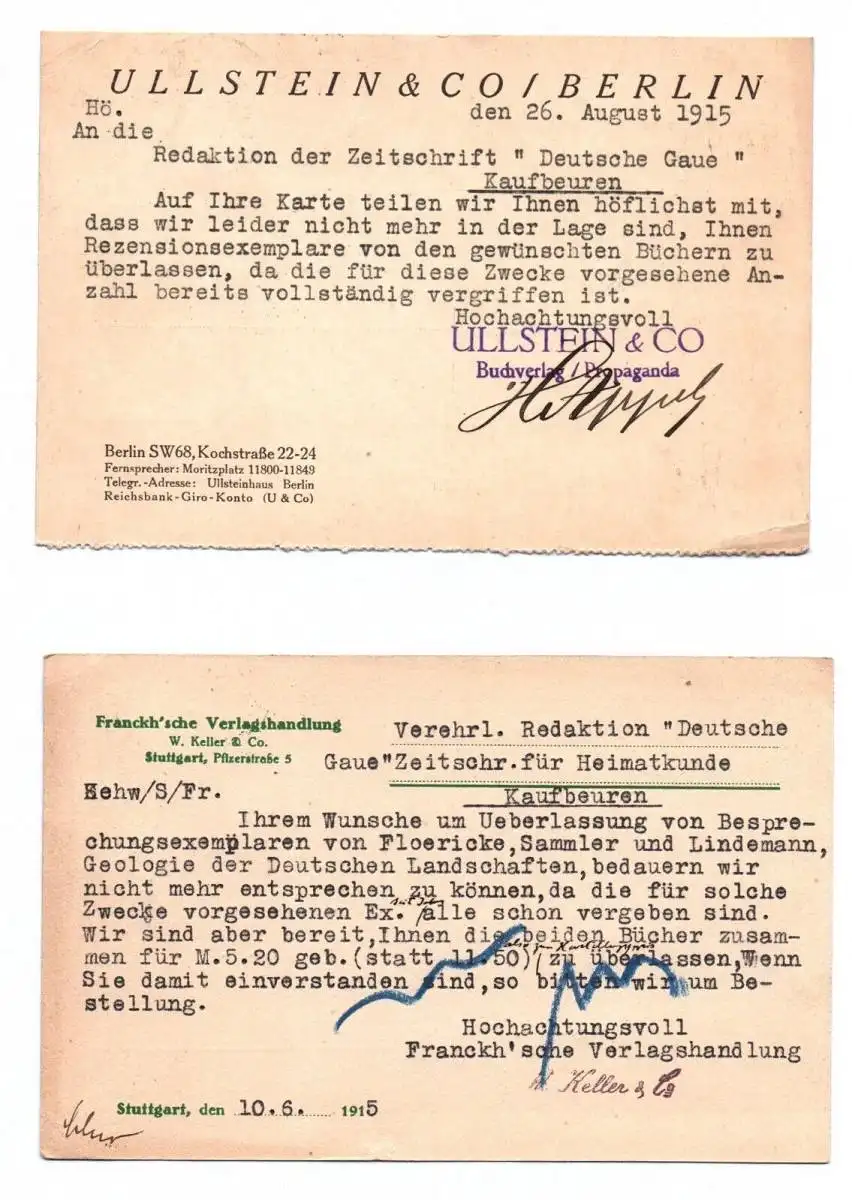 ULLSTEIN & CO / BERLIN
Hö. den 26. August 1915
An die
Redaktion der Zeitschrift " Deutsche Gaue "
Kaufbeuren
Auf Ihre Karte teilen wir Ihnen höflichst mit,
dass wir leider nicht mehr in der Lage sind, Ihnen
Rezensionsexemplare von den gewünschten Büchern zu
überlassen, da die für diese Zwecke vorgesehene An-
zahl bereits vollständig vergriffen ist.
Hochachtungsvoll
ULLSTEIN & CO
Buchverlag / Propaganda
Berlin SW68, Kochstraße 22-24
Fernsprecher: Moritzplatz 11800-11849
Telegr.-Adresse: Ullsteinhaus Berlin
Reichsbank-Giro-Konto (U & Co)
Franckh'sche Verlagshandlung
W. Keller & Co.
Stuttgart, Pfizerstraße 5
Verehrl. Redaktion "Deutsche
Gaue"Zeitschr.für Heimatkunde
Kehw/S/Fr. Kaufbeuren
Ihrem Wunsche um Ueberlassung von Bespre-
chungsexemplaren von Floericke,Sammler und Lindemann,
Geologie der Deutschen Landschaften,bedauern wir
nicht mehr entsprechen zu können,da die für solche
Zwecke vorgesehenen Ex. alle schon vergeben sind.
Wir sind aber bereit,Ihnen die beiden Bücher zusam-
men für M.5.20 geb.(statt 11.50) zu überlassen,Wenn
Sie damit einverstanden sind,so bitten wir um Be-
stellung.
Hochachtungsvoll
Franckh'sche Verlagshandlung
W. Keller & Co
Stuttgart, den 10.6. 1915